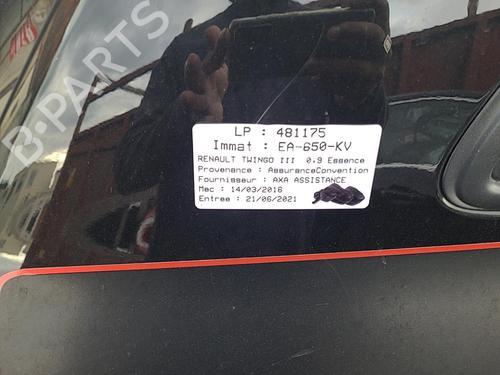 B-PARTS
LP : 481175
Immat : EA-650-KV
RENAULT TWINGO III 0.9 Essence
Provenance : AssuranceConvention
Fournisseur : AXA ASSISTANCE
Mec : 14/03/2016
Entree : 21/06/2021